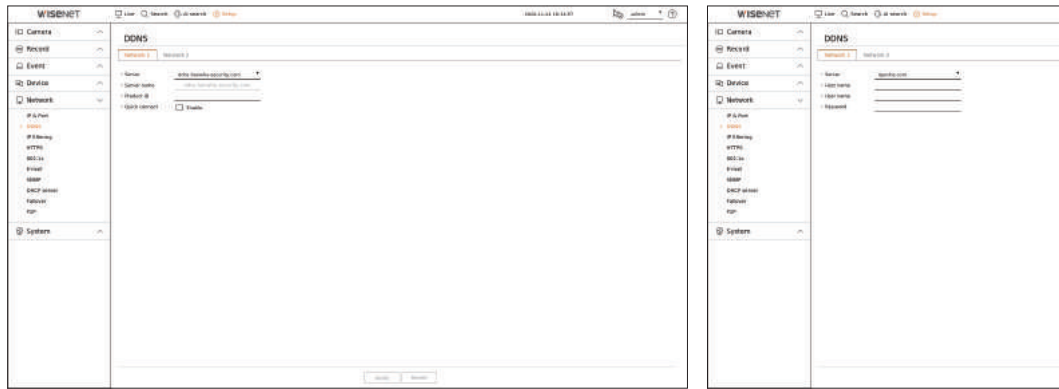 WISENET
Live Search AI search Setup
admin
Camera
Record
Event
Device
Network
IP & Port
DDNS
IP filtering
HTTPS
802.1x
E-mail
SNMP
DHCP server
Failover
P2P
System
DDNS
Network 1 Network 2
Server
Server name
Product ID
Quick connect Enable
WISENET
Live Search AI search Setup
Camera
Record
Event
Device
Network
IP & Port
DDNS
IP filtering
HTTPS
802.1x
E-mail
SNMP
DHCP server
Failover
P2P
System
DDNS
Network 1 Network 2
Server
Host name
User name
Password